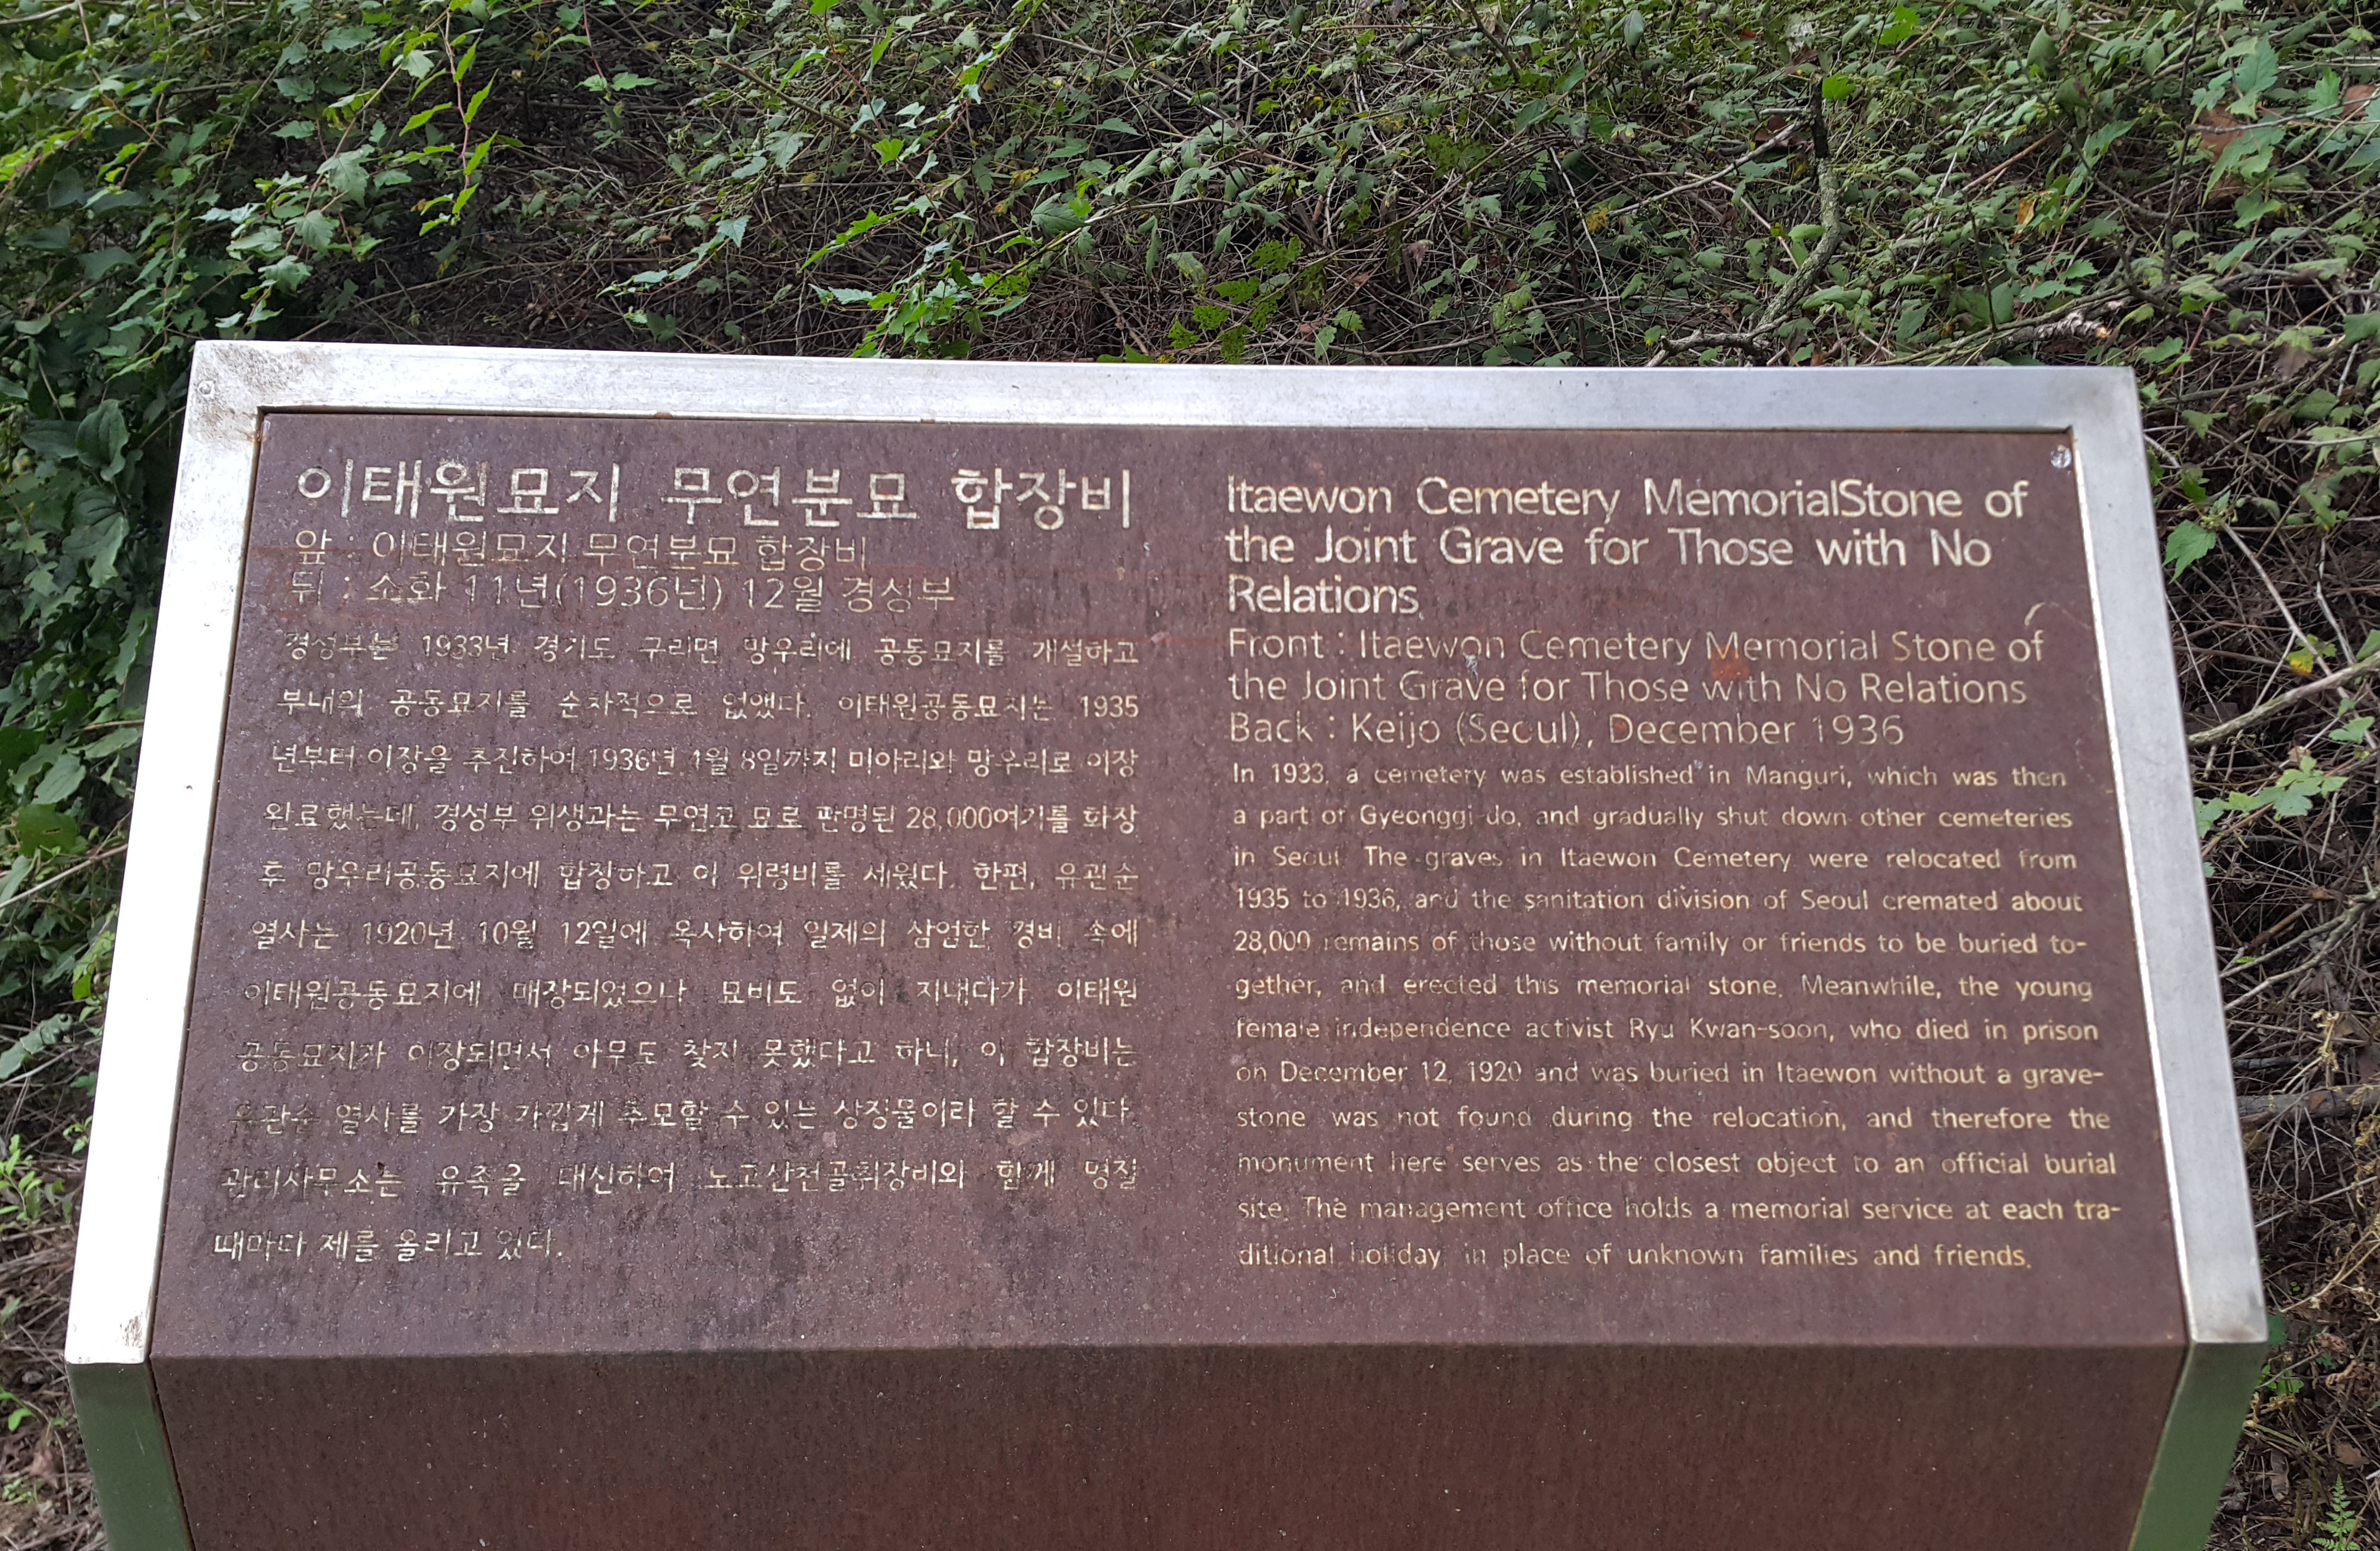 이태원묘지 무연분묘 합장비
앞 : 이태원묘지 무연분묘 합장비
뒤 : 소화 11년(1936년) 12월 경성부
경성부는 1933년 경기도 구리면 망우리에 공동묘지를 개설하고
부내의 공동묘지를 순차적으로 없앴다. 이태원공동묘지는 1935
년부터 이장을 추진하여 1936년 4월 8일까지 미아리와 망우리로 이장
완료했는데, 경성부 위생과는 무연고 묘로 판명된 28,000여기를 화장
후 망우리공동묘지에 합장하고 이 위령비를 세웠다. 한편, 유관순
열사는 1920년 10월 12일에 옥사하여 일제의 삼엄한 경비 속에
이태원공동묘지에 매장되었으나 묘비도 없이 지내다가 이태원
공동묘지가 이장되면서 아무도 찾지 못했다고 하니, 이 합장비는
유관순 열사를 가장 가깝게 추모할 수 있는 상징물이라 할 수 있다.
관리사무소는 유족을 대신하여 노고산천골취장비와 함께 명절
때마다 제를 올리고 있다.
Itaewon Cemetery MemorialStone of
the Joint Grave for Those with No
Relations
Front : Itaewon Cemetery Memorial Stone of
the Joint Grave for Those with No Relations
Back : Keijo (Seoul), December 1936
In 1933, a cemetery was established in Manguri, which was then
a part of Gyeonggi-do, and gradually shut down other cemeteries
in Seoul. The graves in Itaewon Cemetery were relocated from
1935 to 1936, and the sanitation division of Seoul cremated about
28,000 remains of those without family or friends to be buried to-
gether, and erected this memorial stone. Meanwhile, the young
female independence activist Ryu Kwan-soon, who died in prison
on December 12, 1920 and was buried in Itaewon without a grave-
stone was not found during the relocation, and therefore the
monument here serves as the closest object to an official burial
site. The management office holds a memorial service at each tra-
ditional holiday in place of unknown families and friends.